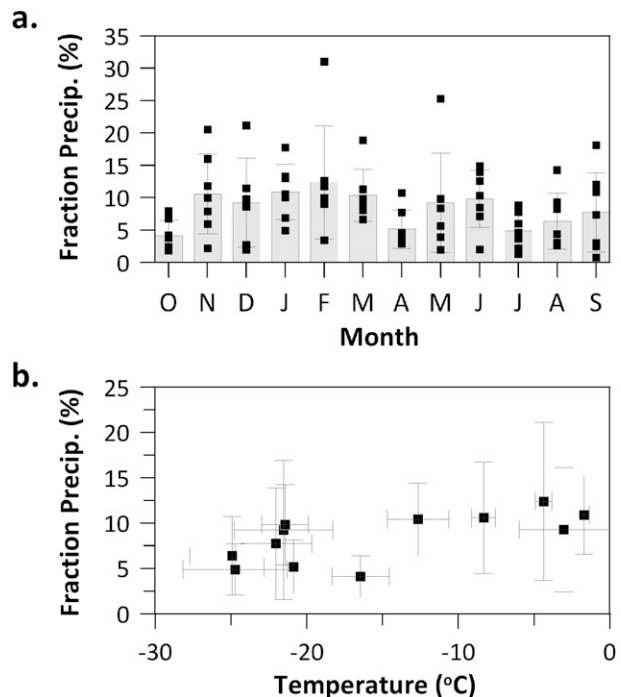 a.
Fraction Precip. (%)
35
30
25
20
15
10
5
0
O N D J F M A M J J A S
Month
b.
Fraction Precip. (%)
25
20
15
10
5
0
-30 -20 -10 0
Temperature (°C)